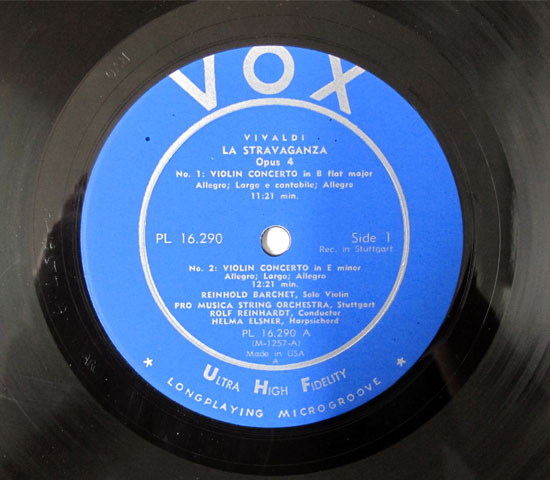 VOX
VIVALDI
LA STRAVAGANZA
Opus 4
No. 1: VIOLIN CONCERTO in B flat major
Allegro; Largo e cantabile; Allegro
11:21 min.
PL 16.290
Side 1
Rec. in Stuttgart
No. 2: VIOLIN CONCERTO in E minor
Allegro; Largo; Allegro
12:21 min.
REINHOLD BARCHET, Solo Violin
PRO MUSICA STRING ORCHESTRA, Stuttgart
ROLF REINHARDT, Conductor
HELMA ELSNER, Harpsichord
PL 16.290 A
(M-1257-A)
Made in USA
A
ULTRA HIGH FIDELITY
★ LONGPLAYING MICROGROOVE ★